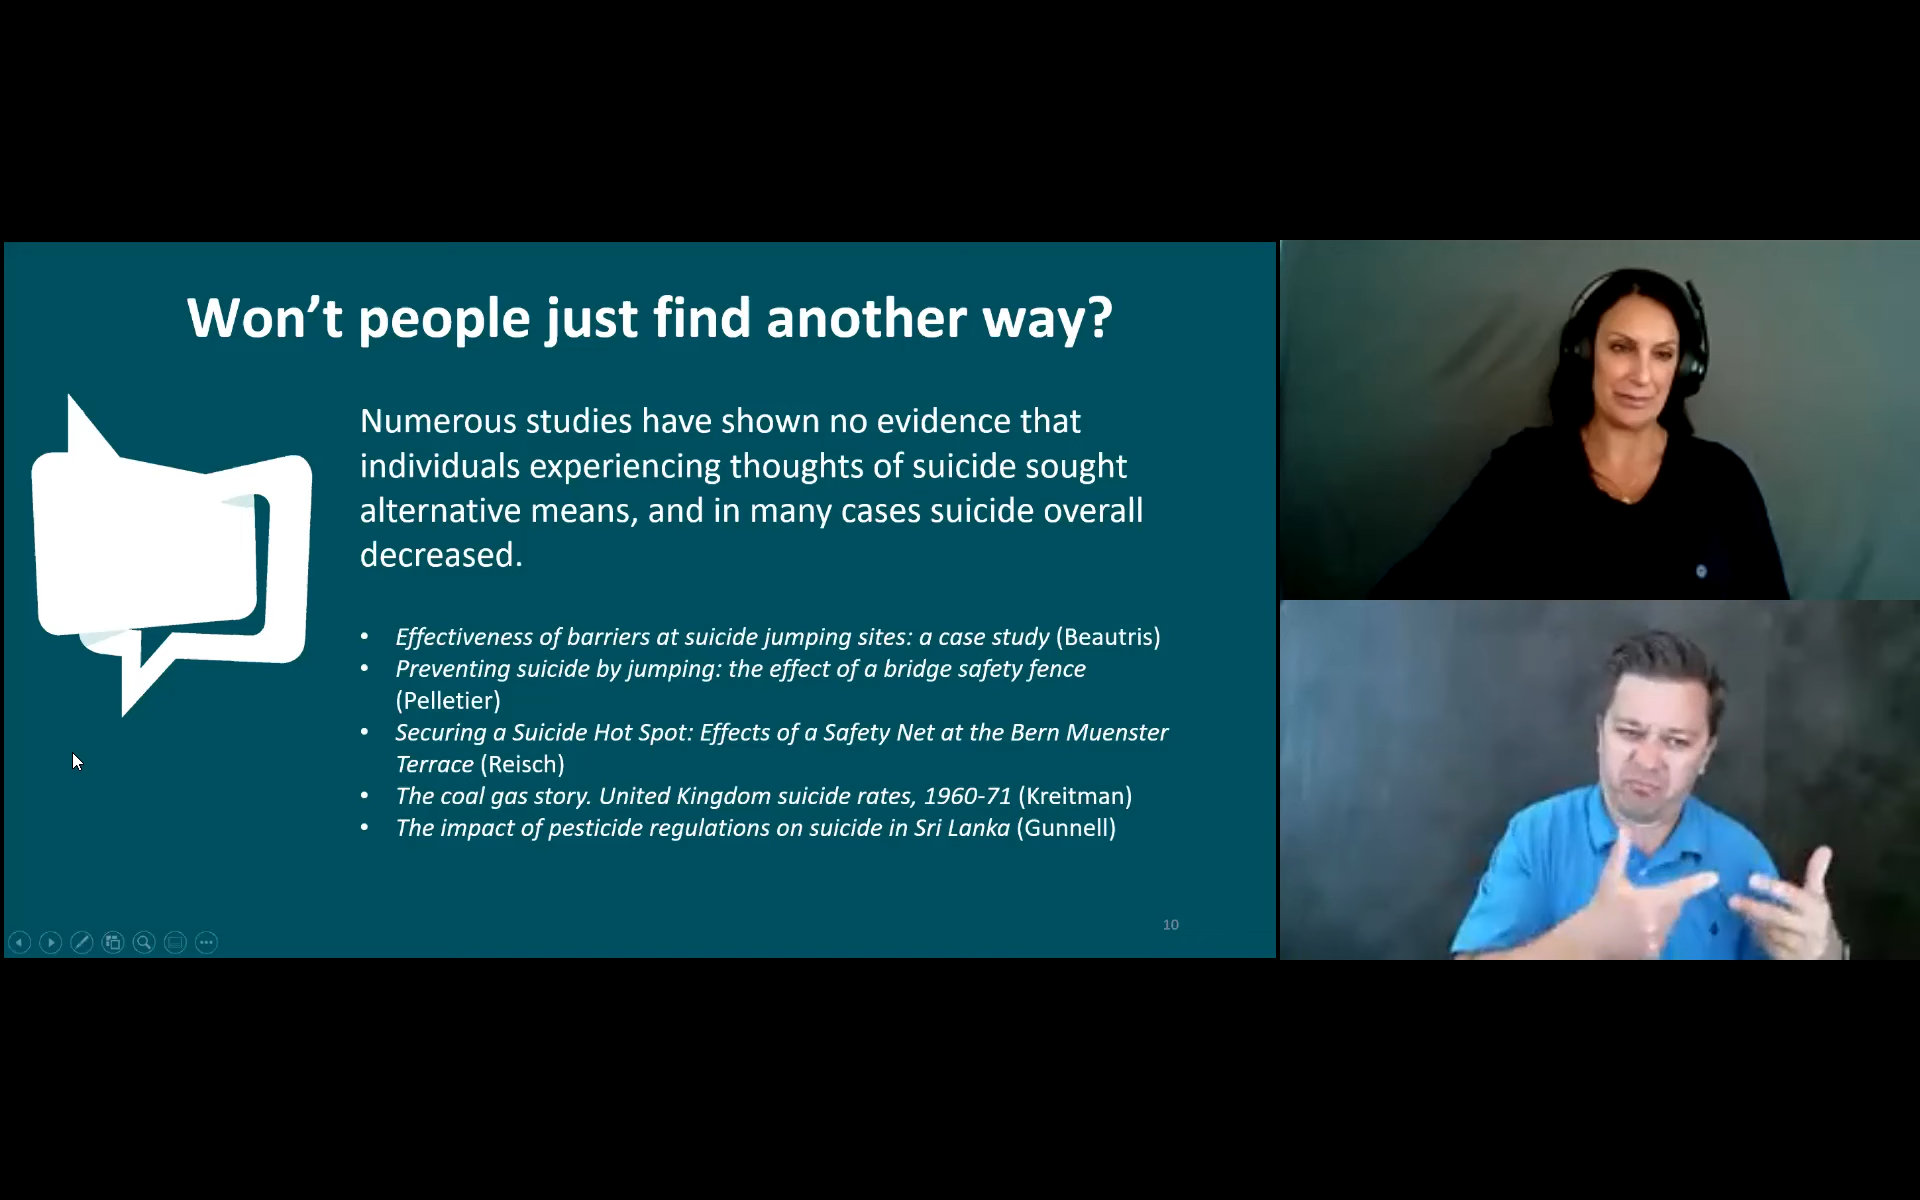 Won’t people just find another way?
Numerous studies have shown no evidence that
individuals experiencing thoughts of suicide sought
alternative means, and in many cases suicide overall
decreased.
• Effectiveness of barriers at suicide jumping sites: a case study (Beautris)
• Preventing suicide by jumping: the effect of a bridge safety fence
(Pelletier)
• Securing a Suicide Hot Spot: Effects of a Safety Net at the Bern Muenster
Terrace (Reisch)
• The coal gas story. United Kingdom suicide rates, 1960-71 (Kreitman)
• The impact of pesticide regulations on suicide in Sri Lanka (Gunnell)
10